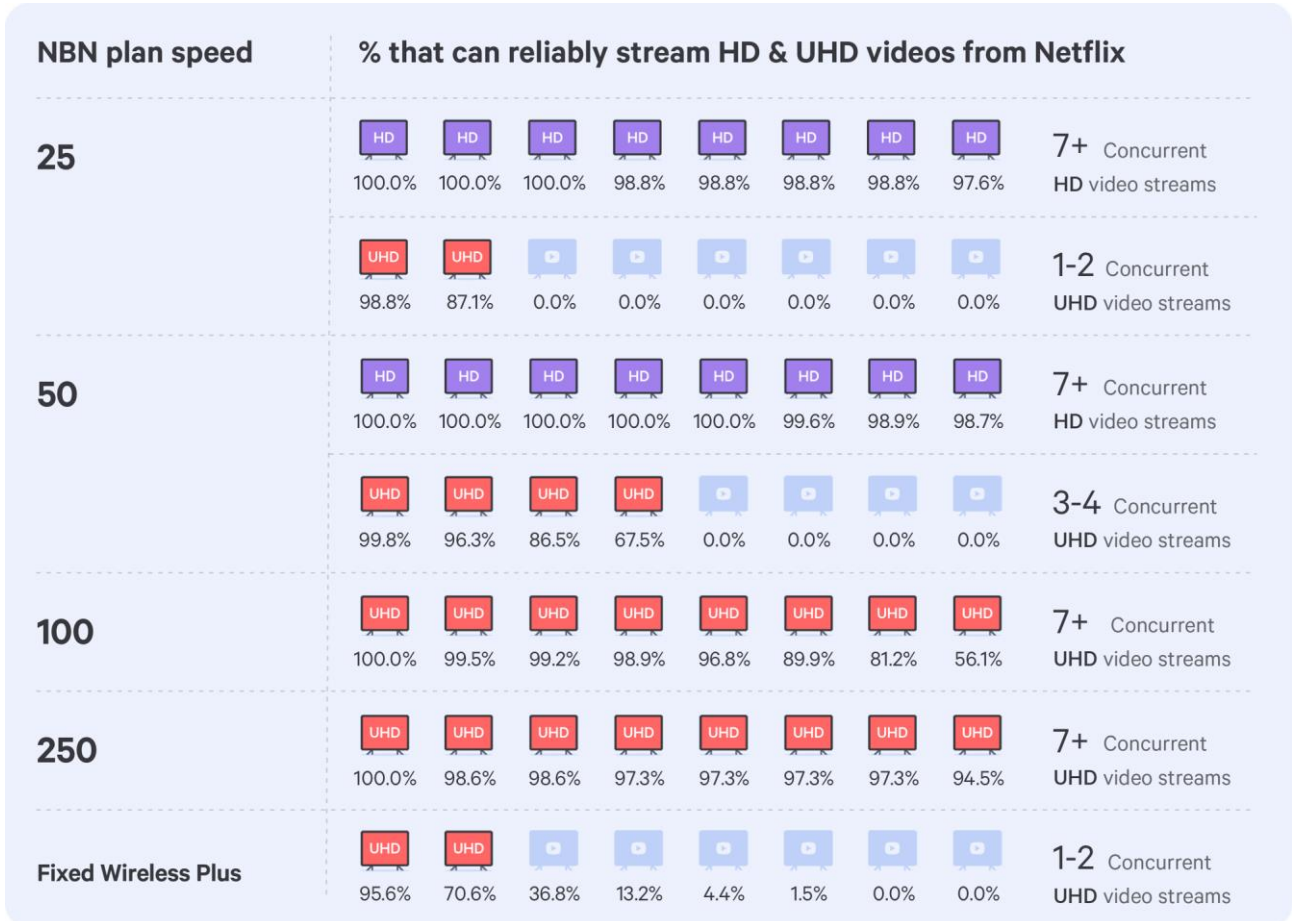 NBN plan speed % that can reliably stream HD & UHD videos from Netflix
25
HD HD HD HD HD HD HD HD
100.0% 100.0% 100.0% 98.8% 98.8% 98.8% 98.8% 97.6%
7+ Concurrent
HD video streams
UHD UHD
98.8% 87.1% 0.0% 0.0% 0.0% 0.0% 0.0% 0.0%
1-2 Concurrent
UHD video streams
50
HD HD HD HD HD HD HD HD
100.0% 100.0% 100.0% 100.0% 100.0% 99.6% 98.9% 98.7%
7+ Concurrent
HD video streams
UHD UHD UHD UHD
99.8% 96.3% 86.5% 67.5% 0.0% 0.0% 0.0% 0.0%
3-4 Concurrent
UHD video streams
100
UHD UHD UHD UHD UHD UHD UHD UHD
100.0% 99.5% 99.2% 98.9% 96.8% 89.9% 81.2% 56.1%
7+ Concurrent
UHD video streams
250
UHD UHD UHD UHD UHD UHD UHD UHD
100.0% 98.6% 98.6% 97.3% 97.3% 97.3% 97.3% 94.5%
7+ Concurrent
UHD video streams
Fixed Wireless Plus
UHD UHD
95.6% 70.6% 36.8% 13.2% 4.4% 1.5% 0.0% 0.0%
1-2 Concurrent
UHD video streams